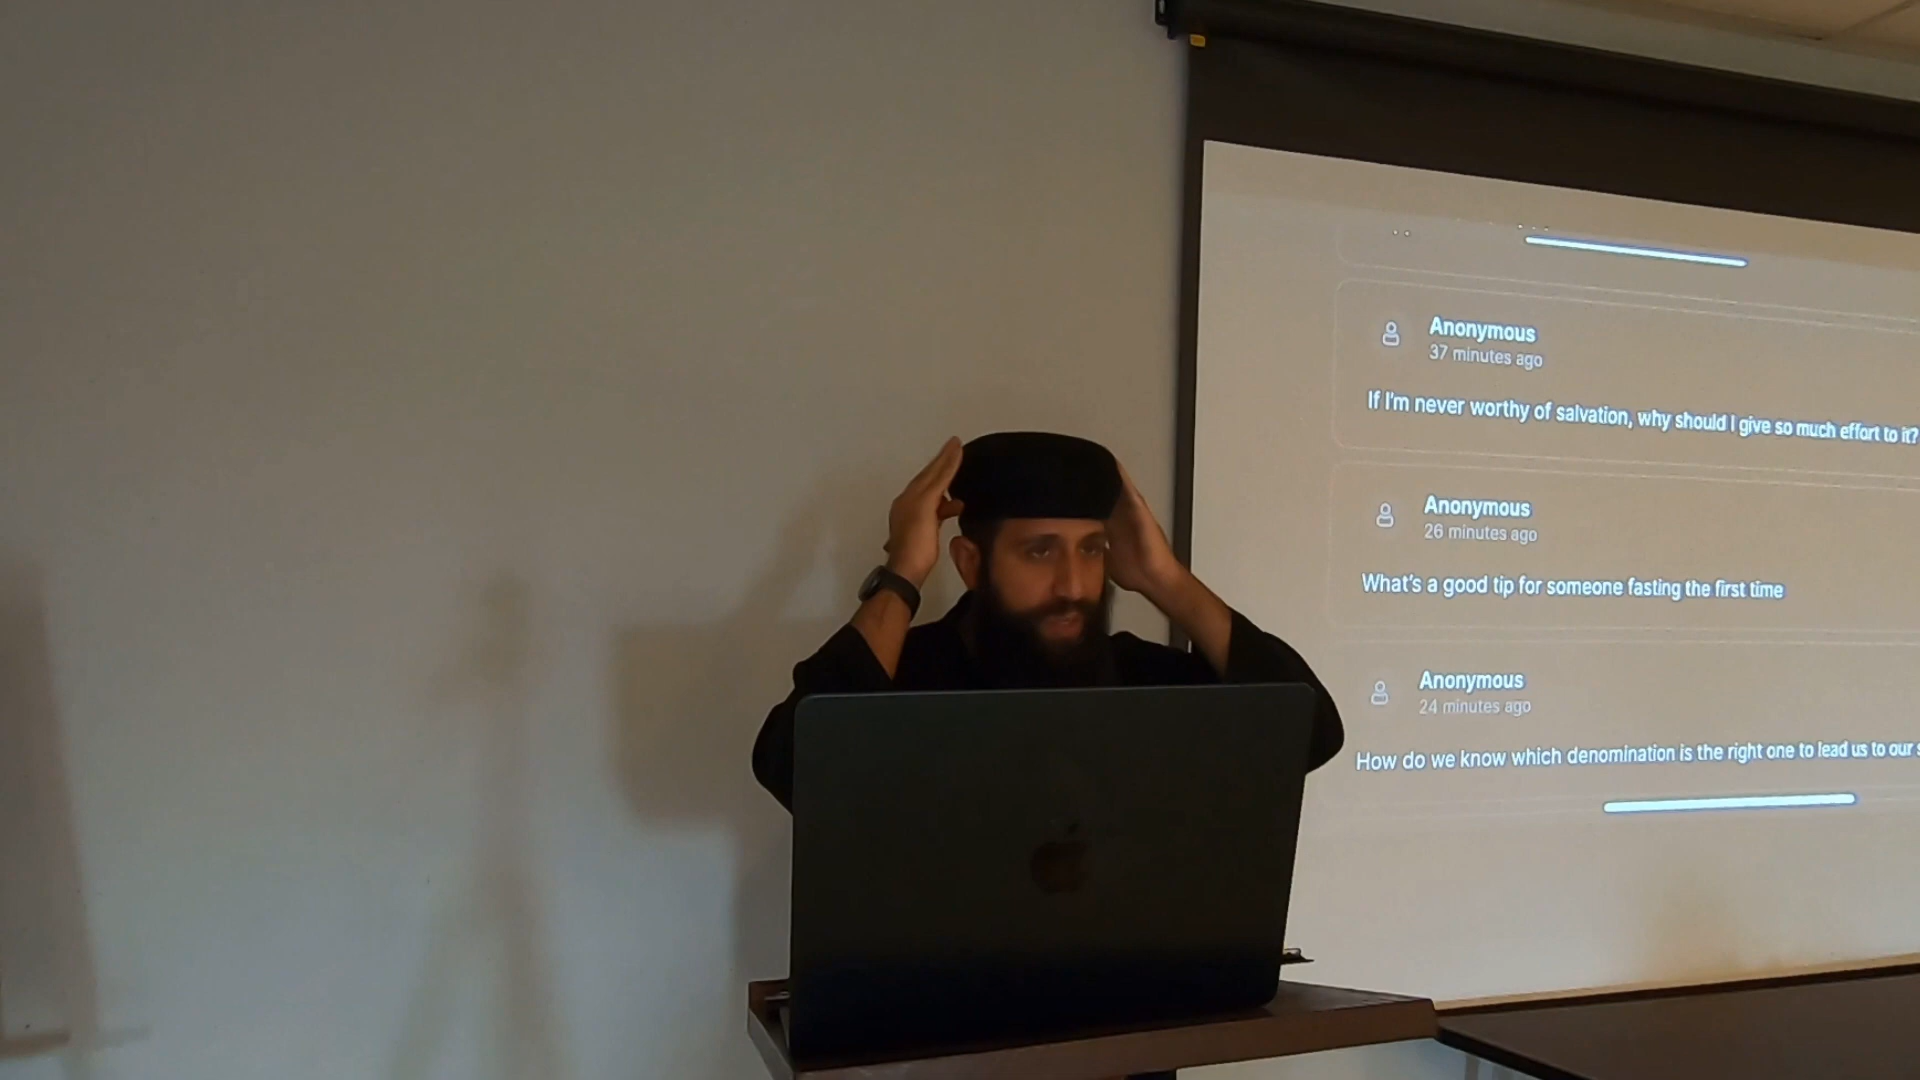 Anonymous
37 minutes ago
If I'm never worthy of salvation, why should I give so much effort to it?
Anonymous
26 minutes ago
What's a good tip for someone fasting the first time
Anonymous
24 minutes ago
How do we know which denomination is the right one to lead us to our